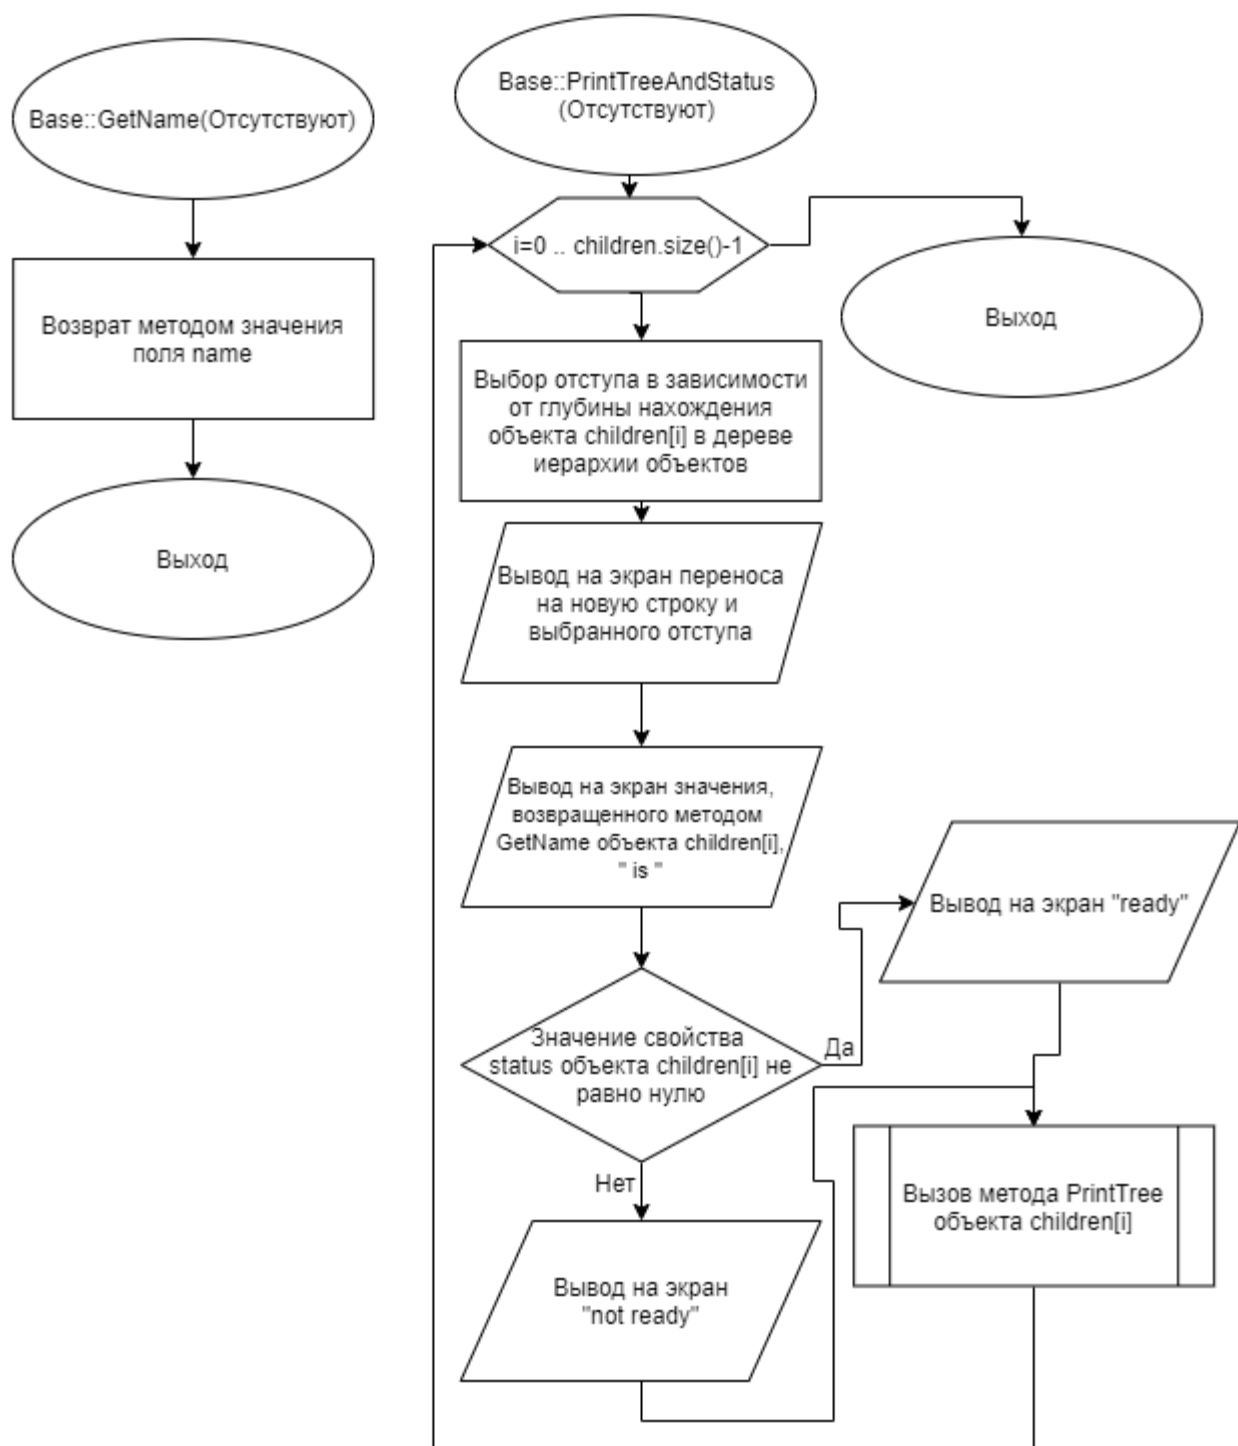 Base::GetName(Отсутствуют)
Возврат методом значения
поля name
Выход
Base::PrintTreeAndStatus
(Отсутствуют)
i=0 .. children.size()-1
Выход
Выбор отступа в зависимости
от глубины нахождения
объекта children[i] в дереве
иерархии объектов
Вывод на экран переноса
на новую строку и
выбранного отступа
Вывод на экран значения,
возвращенного методом
GetName объекта children[i],
" is "
Значение свойства
status объекта children[i] не
равно нулю
Да
Вывод на экран "ready"
Нет
Вывод на экран
"not ready"
Вызов метода PrintTree
объекта children[i]